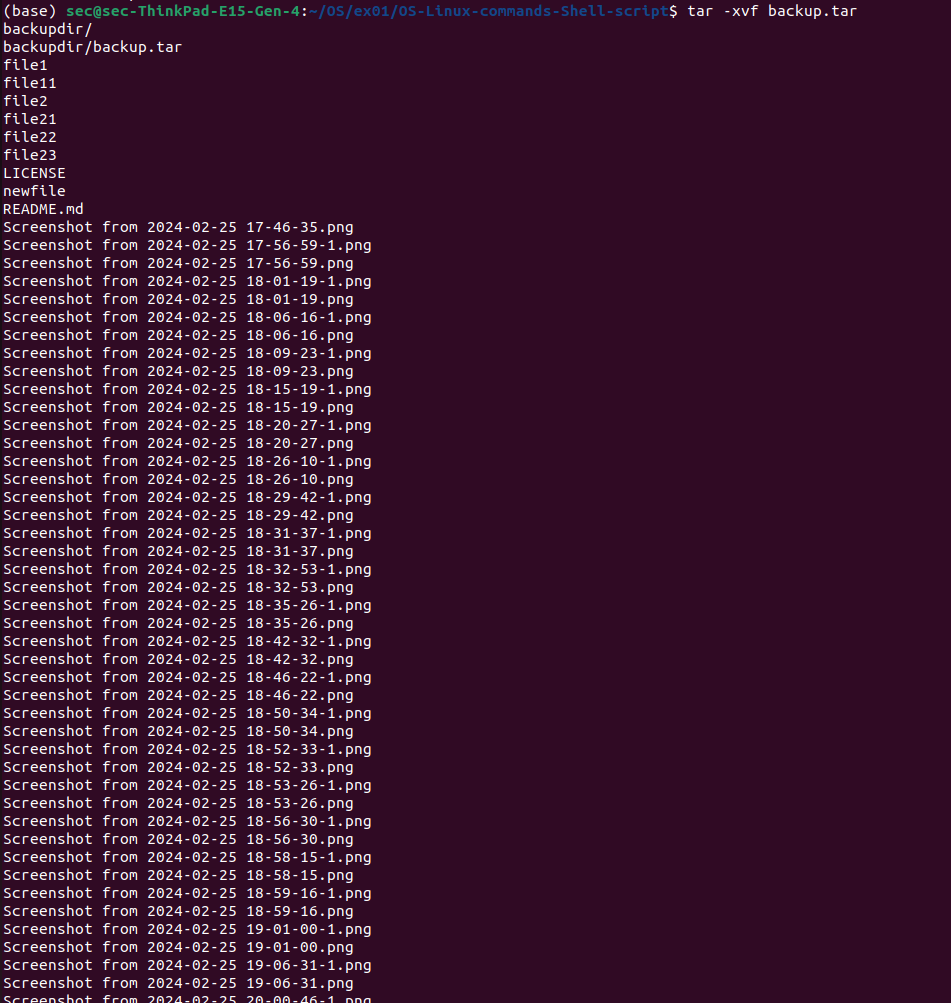 (base) sec@sec-ThinkPad-E15-Gen-4:~/OS/ex01/OS-Linux-commands-Shell-script$ tar -xvf backup.tar
backupdir/
backupdir/backup.tar
file1
file11
file2
file21
file22
file23
LICENSE
newfile
README.md
Screenshot from 2024-02-25 17-46-35.png
Screenshot from 2024-02-25 17-56-59-1.png
Screenshot from 2024-02-25 17-56-59.png
Screenshot from 2024-02-25 18-01-19-1.png
Screenshot from 2024-02-25 18-01-19.png
Screenshot from 2024-02-25 18-06-16-1.png
Screenshot from 2024-02-25 18-06-16.png
Screenshot from 2024-02-25 18-09-23-1.png
Screenshot from 2024-02-25 18-09-23.png
Screenshot from 2024-02-25 18-15-19-1.png
Screenshot from 2024-02-25 18-15-19.png
Screenshot from 2024-02-25 18-20-27-1.png
Screenshot from 2024-02-25 18-20-27.png
Screenshot from 2024-02-25 18-26-10-1.png
Screenshot from 2024-02-25 18-26-10.png
Screenshot from 2024-02-25 18-29-42-1.png
Screenshot from 2024-02-25 18-29-42.png
Screenshot from 2024-02-25 18-31-37-1.png
Screenshot from 2024-02-25 18-31-37.png
Screenshot from 2024-02-25 18-32-53-1.png
Screenshot from 2024-02-25 18-32-53.png
Screenshot from 2024-02-25 18-35-26-1.png
Screenshot from 2024-02-25 18-35-26.png
Screenshot from 2024-02-25 18-42-32-1.png
Screenshot from 2024-02-25 18-42-32.png
Screenshot from 2024-02-25 18-46-22-1.png
Screenshot from 2024-02-25 18-46-22.png
Screenshot from 2024-02-25 18-50-34-1.png
Screenshot from 2024-02-25 18-50-34.png
Screenshot from 2024-02-25 18-52-33-1.png
Screenshot from 2024-02-25 18-52-33.png
Screenshot from 2024-02-25 18-53-26-1.png
Screenshot from 2024-02-25 18-53-26.png
Screenshot from 2024-02-25 18-56-30-1.png
Screenshot from 2024-02-25 18-56-30.png
Screenshot from 2024-02-25 18-58-15-1.png
Screenshot from 2024-02-25 18-58-15.png
Screenshot from 2024-02-25 18-59-16-1.png
Screenshot from 2024-02-25 18-59-16.png
Screenshot from 2024-02-25 19-01-00-1.png
Screenshot from 2024-02-25 19-01-00.png
Screenshot from 2024-02-25 19-06-31-1.png
Screenshot from 2024-02-25 19-06-31.png
Screenshot from 2024-02-25 20-00-46-1.png